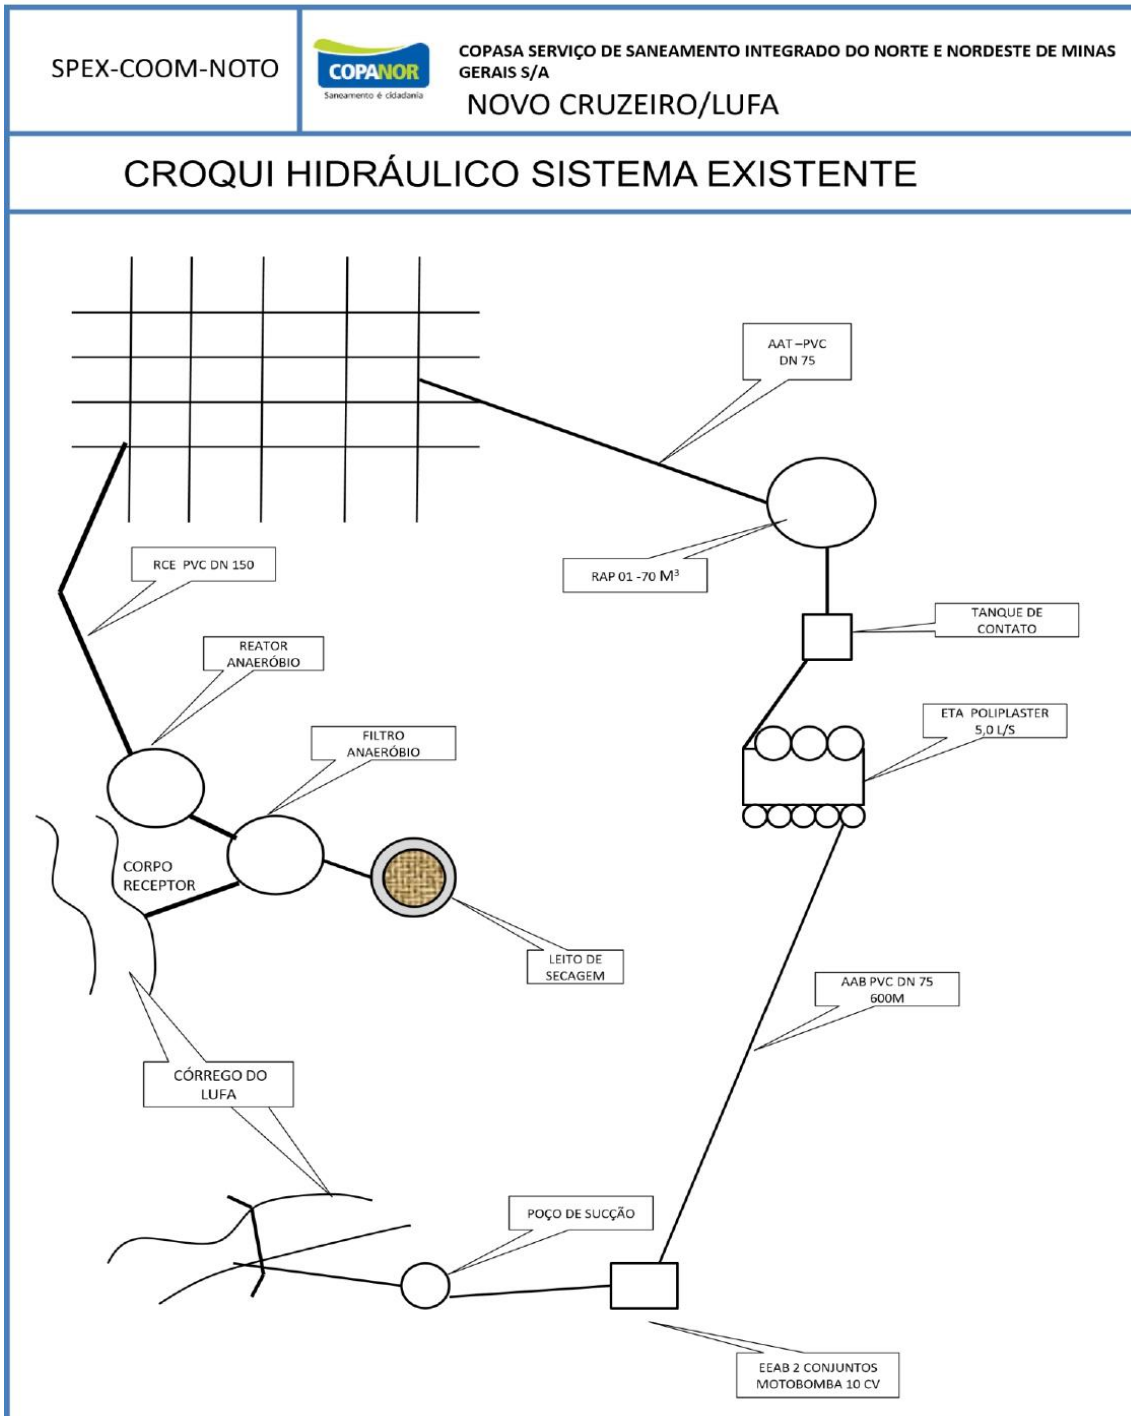 SPEX-COOM-NOTO
COPANOR
Saneamento é cidadania
COPASA SERVIÇO DE SANEAMENTO INTEGRADO DO NORTE E NORDESTE DE MINAS
GERAIS S/A
NOVO CRUZEIRO/LUFA
CROQUI HIDRÁULICO SISTEMA EXISTENTE
AAT –PVC
DN 75
RCE PVC DN 150
RAP 01 -70 M³
TANQUE DE
CONTATO
REATOR
ANAERÓBIO
ETA POLIPLASTER
5,0 L/S
FILTRO
ANAERÓBIO
CORPO
RECEPTOR
LEITO DE
SECAGEM
AAB PVC DN 75
600M
CÓRREGO DO
LUFA
POÇO DE SUCÇÃO
EEAB 2 CONJUNTOS
MOTOBOMBA 10 CV